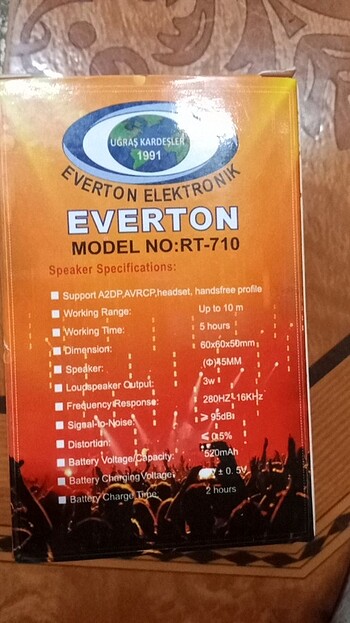 UĞRAŞ KARDEŞLER
1991
EVERTON ELEKTRONIK
EVERTON
MODEL NO:RT-710
Speaker Specifications:
Support A2DP,AVRCP,headset, handsfree profile
Working Range: Up to 10 m
Working Time: 5 hours
Dimension: 60x60x50mm
Speaker: (Φ)45MM
Loudspeaker Output: 3w
Frequency Response: 280HZ-16KHz
Signal-to-Noise: ≥ 95dB
Distortion: ≤ 0.5%
Battery Voltage/Capacity: 520mAh
Battery Charging Voltage: V ± 0. 5V
Battery Charge Time: 2 hours